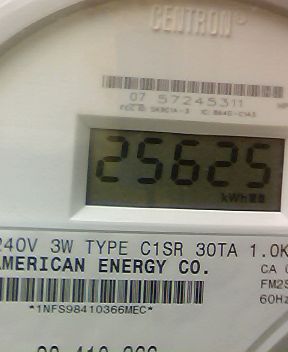 CENTRON®
07 57245311
25625
kWh
240V 3W TYPE C1SR 30TA 1.0K
AMERICAN ENERGY CO.
CA
FM2S
60Hz
*1NFS98410366MEC*